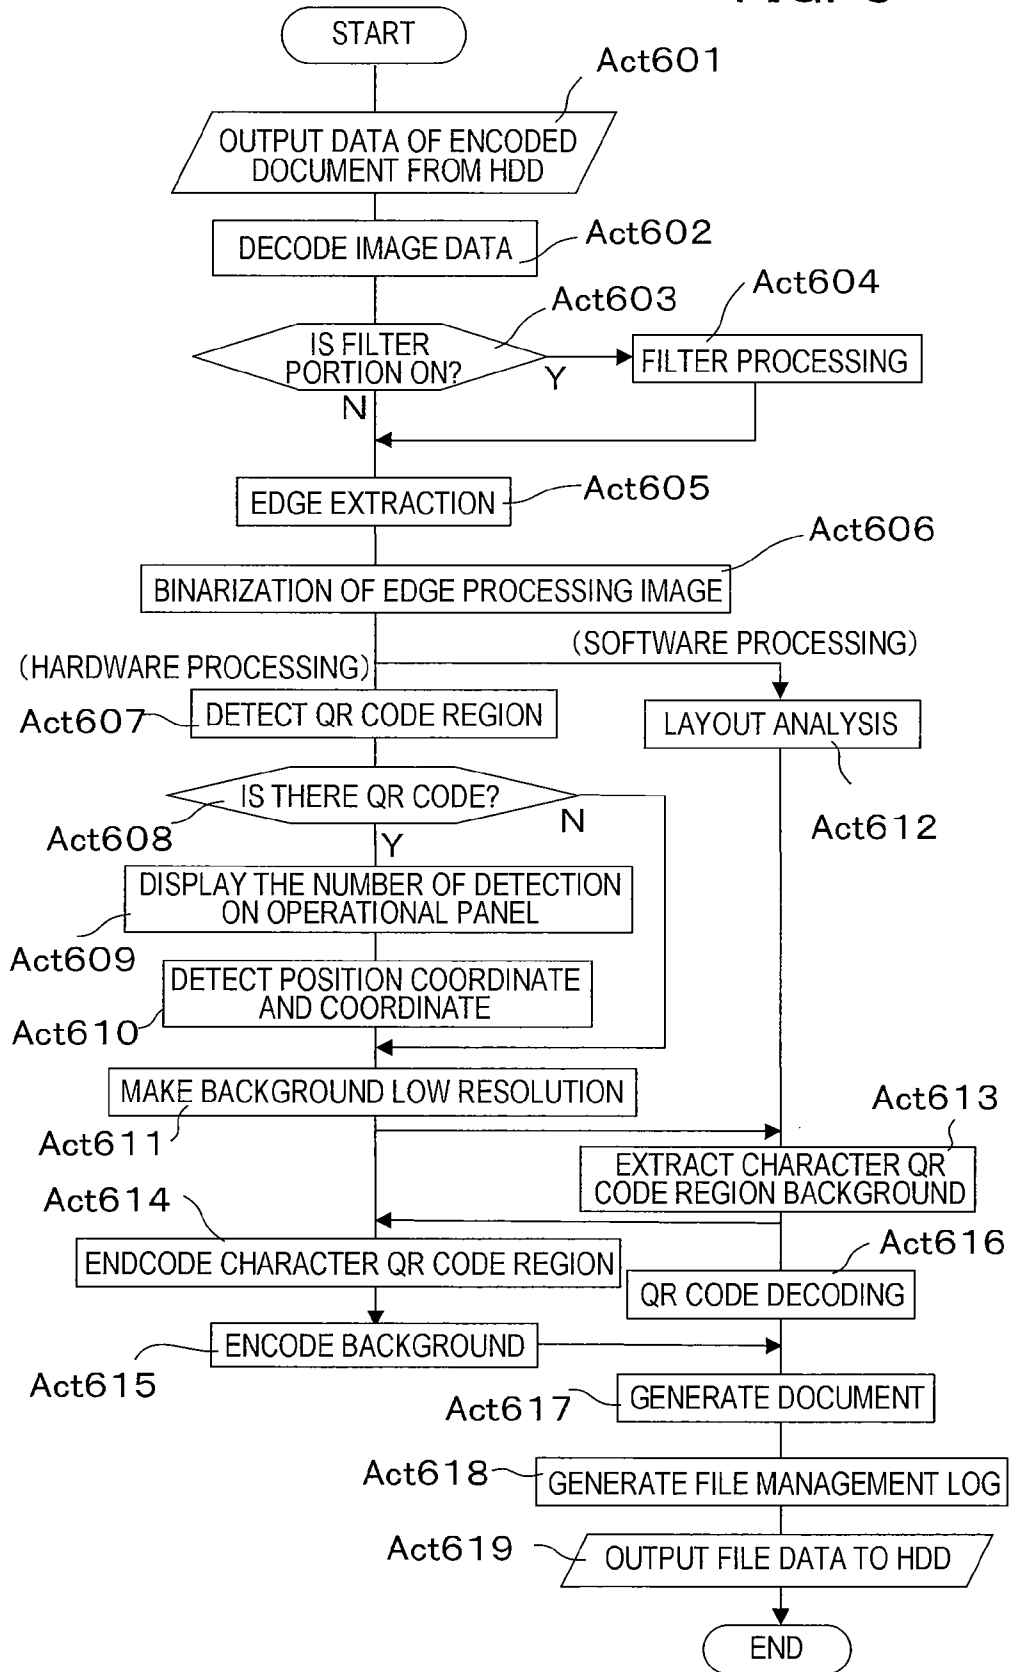 START
Act601
OUTPUT DATA OF ENCODED
DOCUMENT FROM HDD
DECODE IMAGE DATA
Act602
Act603
Act604
IS FILTER
PORTION ON?
Y
FILTER PROCESSING
N
EDGE EXTRACTION
Act605
Act606
BINARIZATION OF EDGE PROCESSING IMAGE
(SOFTWARE PROCESSING)
(HARDWARE PROCESSING)
Act607
DETECT QR CODE REGION
LAYOUT ANALYSIS
IS THERE QR CODE?
N
Act608
Y
Act612
DISPLAY THE NUMBER OF DETECTION
ON OPERATIONAL PANEL
Act609
DETECT POSITION COORDINATE
AND COORDINATE
Act610
MAKE BACKGROUND LOW RESOLUTION
Act611
Act613
EXTRACT CHARACTER QR
CODE REGION BACKGROUND
Act614
ENDCODE CHARACTER QR CODE REGION
Act616
QR CODE DECODING
ENCODE BACKGROUND
Act615
Act617
GENERATE DOCUMENT
Act618
GENERATE FILE MANAGEMENT LOG
Act619
OUTPUT FILE DATA TO HDD
END